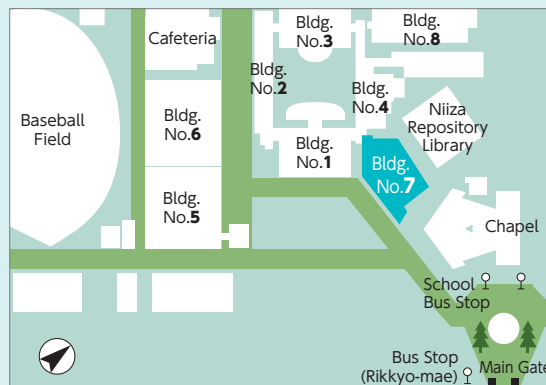 Cafeteria
Bldg.
No.3
Bldg.
No.8
Bldg.
No.2
Bldg.
No.4
Baseball
Field
Bldg.
No.6
Niiza
Repository
Library
Bldg.
No.1
Bldg.
No.7
Bldg.
No.5
Chapel
School
Bus Stop
Bus Stop
(Rikkyo-mae)
Main Gate